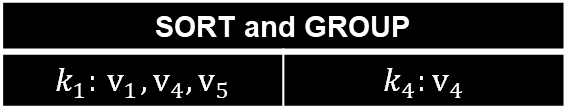 SORT and GROUP
k₁: v₁, v₄, v₅
k₄: v₄